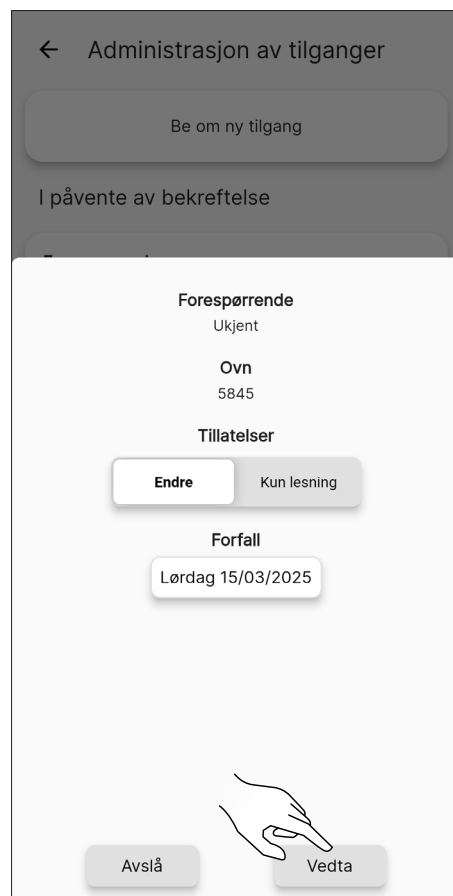 Administrasjon av tilganger
Be om ny tilgang
I påvente av bekreftelse
Forespørrende
Ukjent
Ovn
5845
Tillatelser
Endre Kun lesning
Forfall
Lørdag 15/03/2025
Avslå Vedta